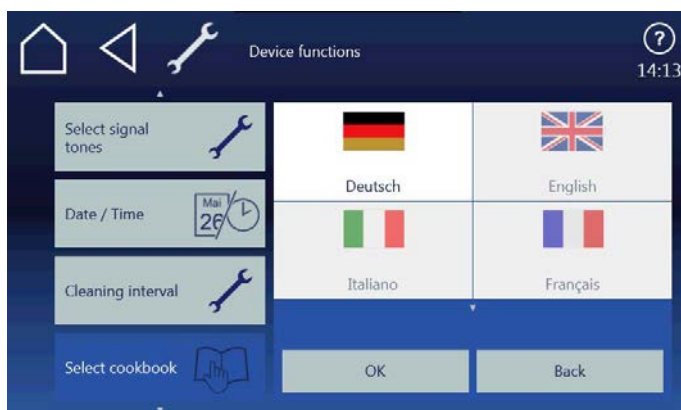 Device functions
?
14:13
Select signal
tones
Date / Time
Mai
26
Cleaning interval
Select cookbook
Deutsch
English
Italiano
Français
OK
Back